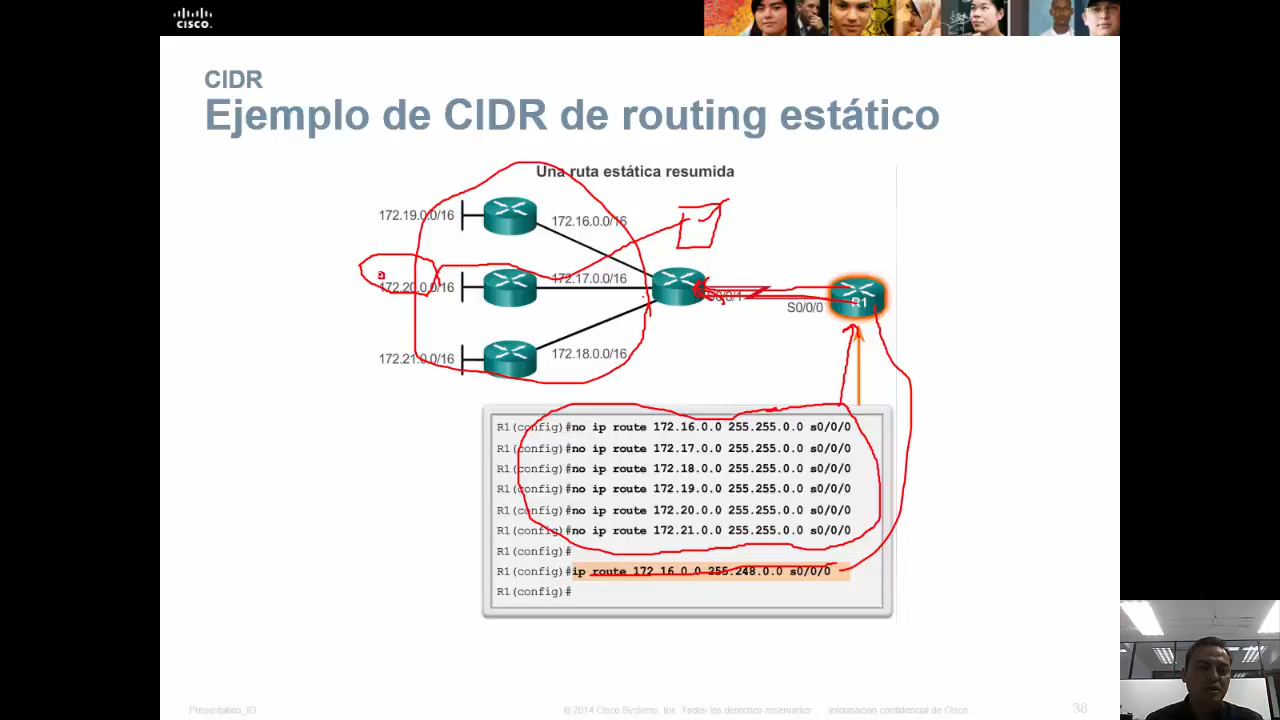 CISCO
CIDR
Ejemplo de CIDR de routing estático
Una ruta estática resumida
172.19.0.0/16
172.16.0.0/16
172.20.0.0/16
172.17.0.0/16
S0/0/1
S0/0/0
R1
172.21.0.0/16
172.18.0.0/16
R1(config)#no ip route 172.16.0.0 255.255.0.0 s0/0/0
R1(config)#no ip route 172.17.0.0 255.255.0.0 s0/0/0
R1(config)#no ip route 172.18.0.0 255.255.0.0 s0/0/0
R1(config)#no ip route 172.19.0.0 255.255.0.0 s0/0/0
R1(config)#no ip route 172.20.0.0 255.255.0.0 s0/0/0
R1(config)#no ip route 172.21.0.0 255.255.0.0 s0/0/0
R1(config)#
R1(config)#ip route 172.16.0.0 255.248.0.0 s0/0/0
R1(config)#
Presentation_ID
© 2014 Cisco Systems, Inc. Todos los derechos reservados.
Información confidencial de Cisco
38